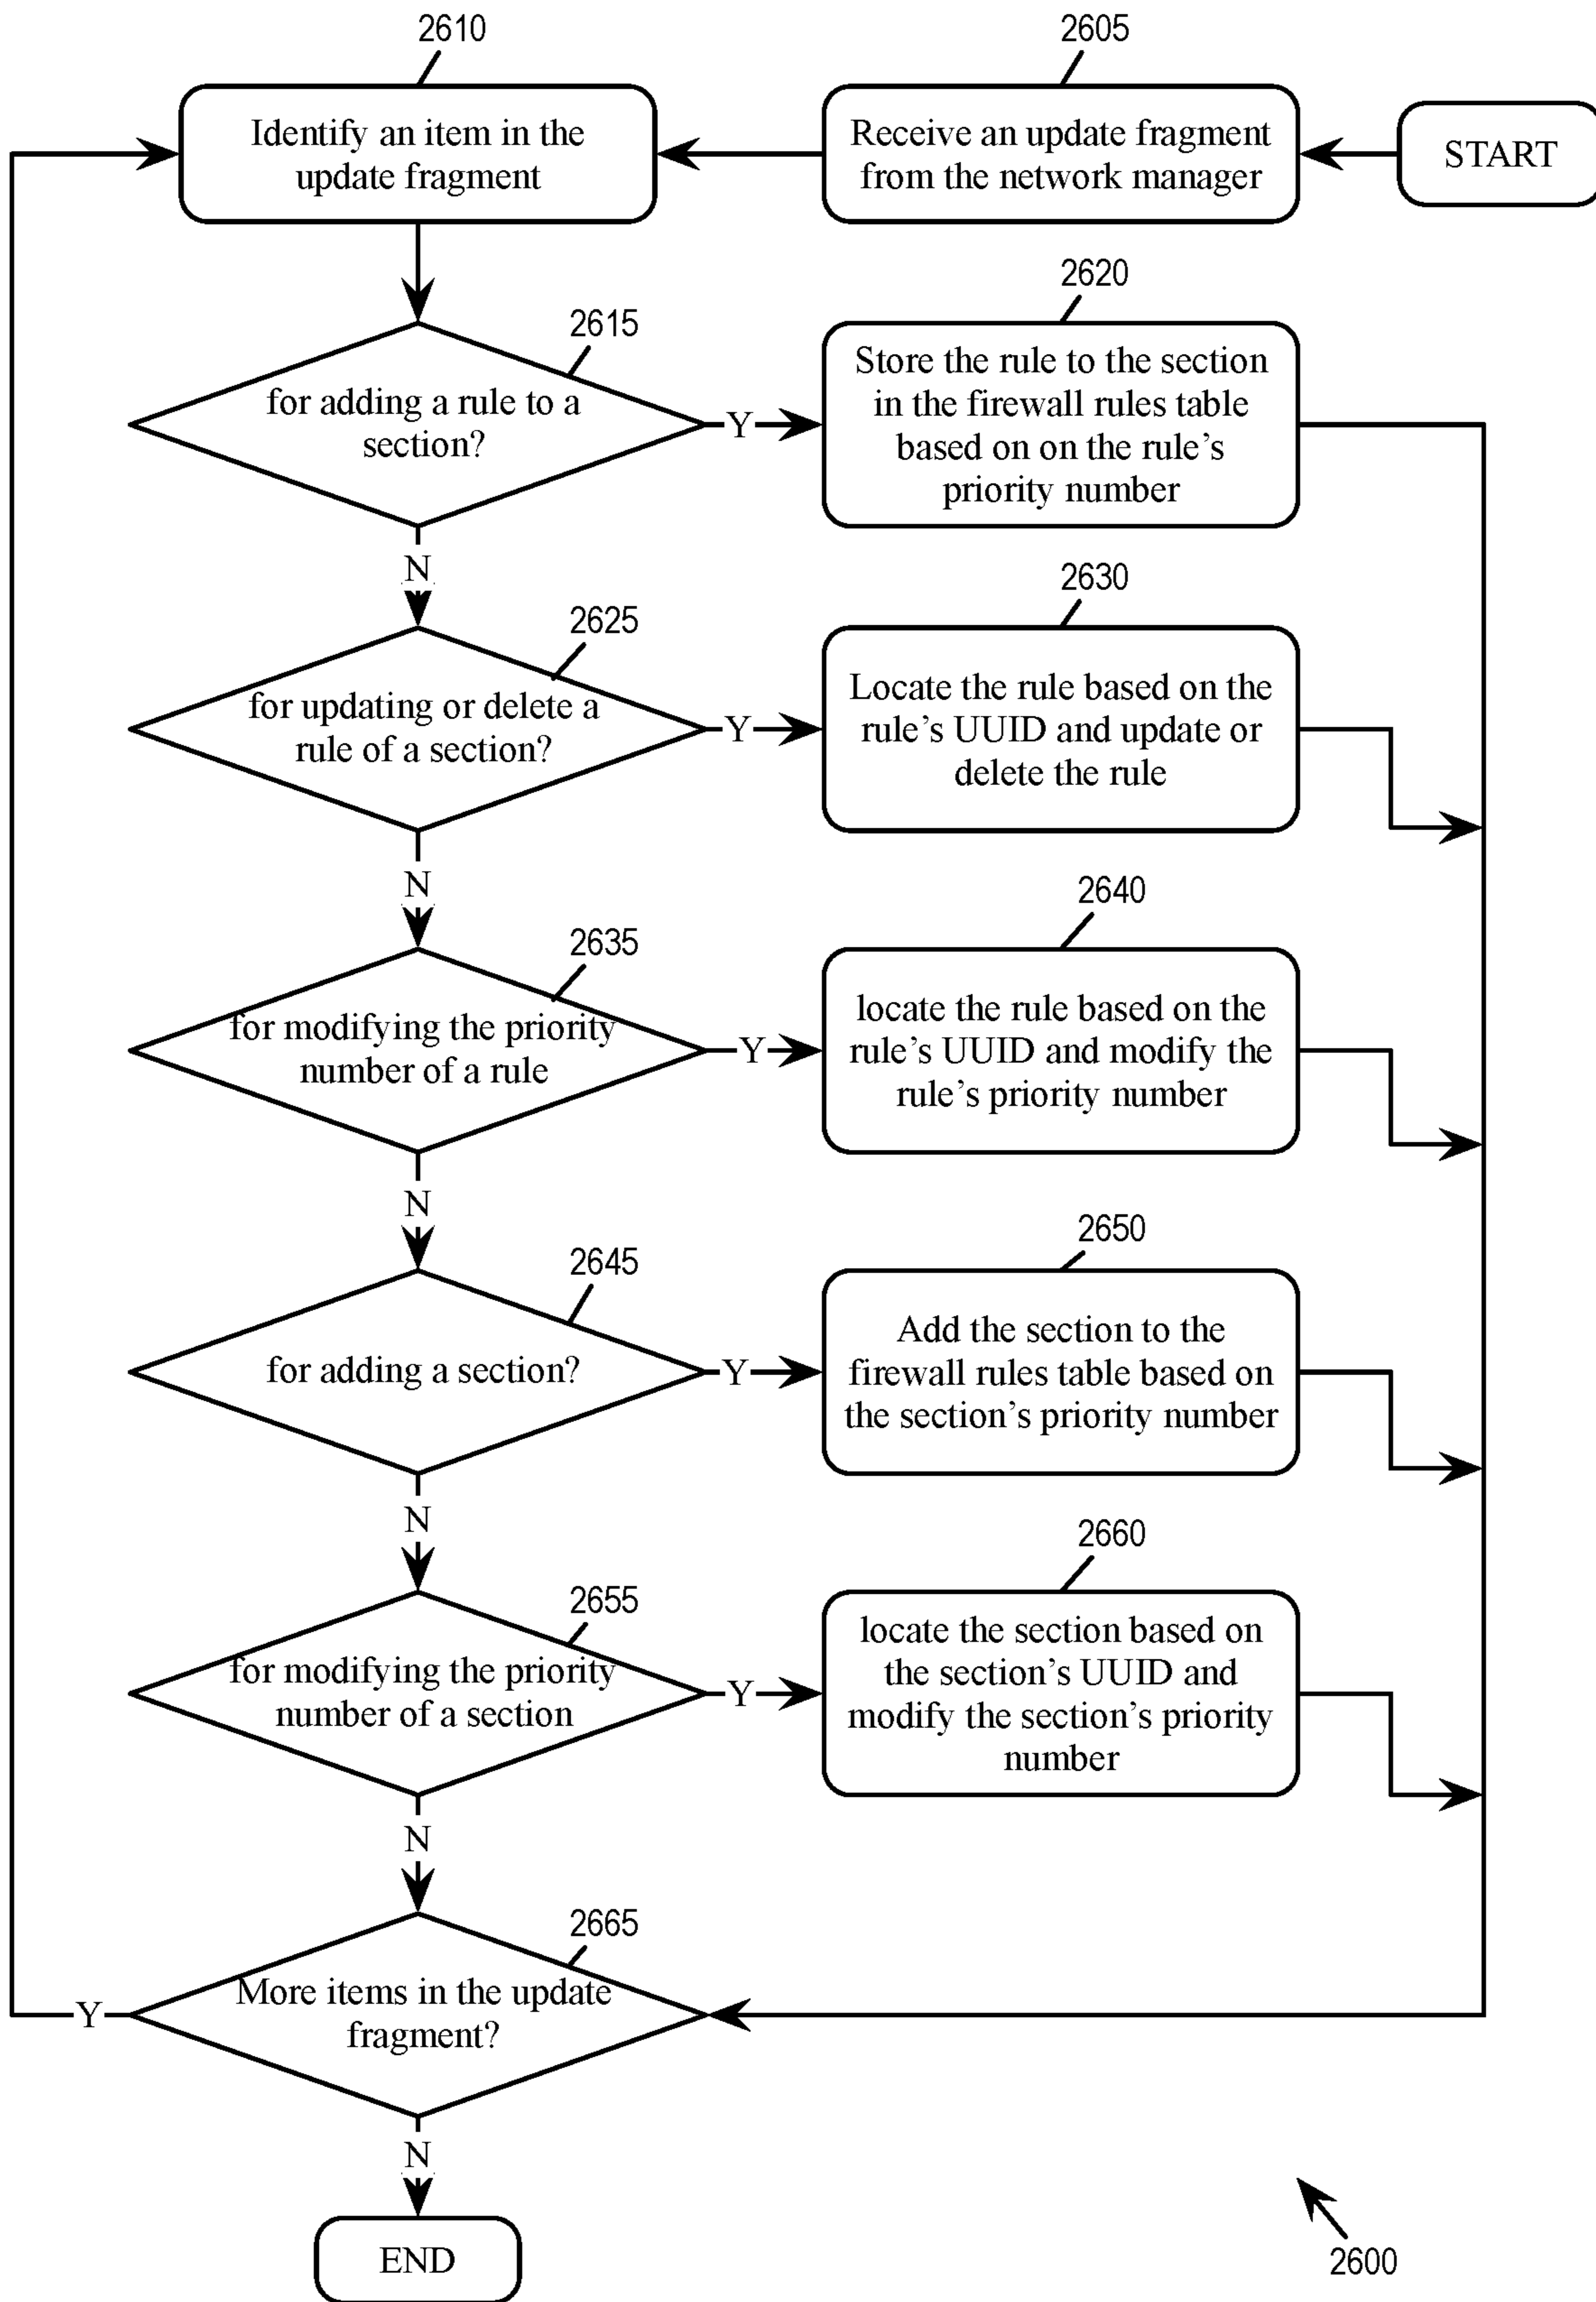 2610
2605
Identify an item in the
update fragment
Receive an update fragment
from the network manager
START
2615
for adding a rule to a
section?
Y
2620
Store the rule to the section
in the firewall rules table
based on on the rule's
priority number
N
2625
for updating or delete a
rule of a section?
Y
2630
Locate the rule based on the
rule's UUID and update or
delete the rule
N
2635
for modifying the priority
number of a rule
Y
2640
locate the rule based on the
rule's UUID and modify the
rule's priority number
N
2645
for adding a section?
Y
2650
Add the section to the
firewall rules table based on
the section's priority number
N
2655
for modifying the priority
number of a section
Y
2660
locate the section based on
the section's UUID and
modify the section's priority
number
N
2665
More items in the update
fragment?
Y
N
END
2600